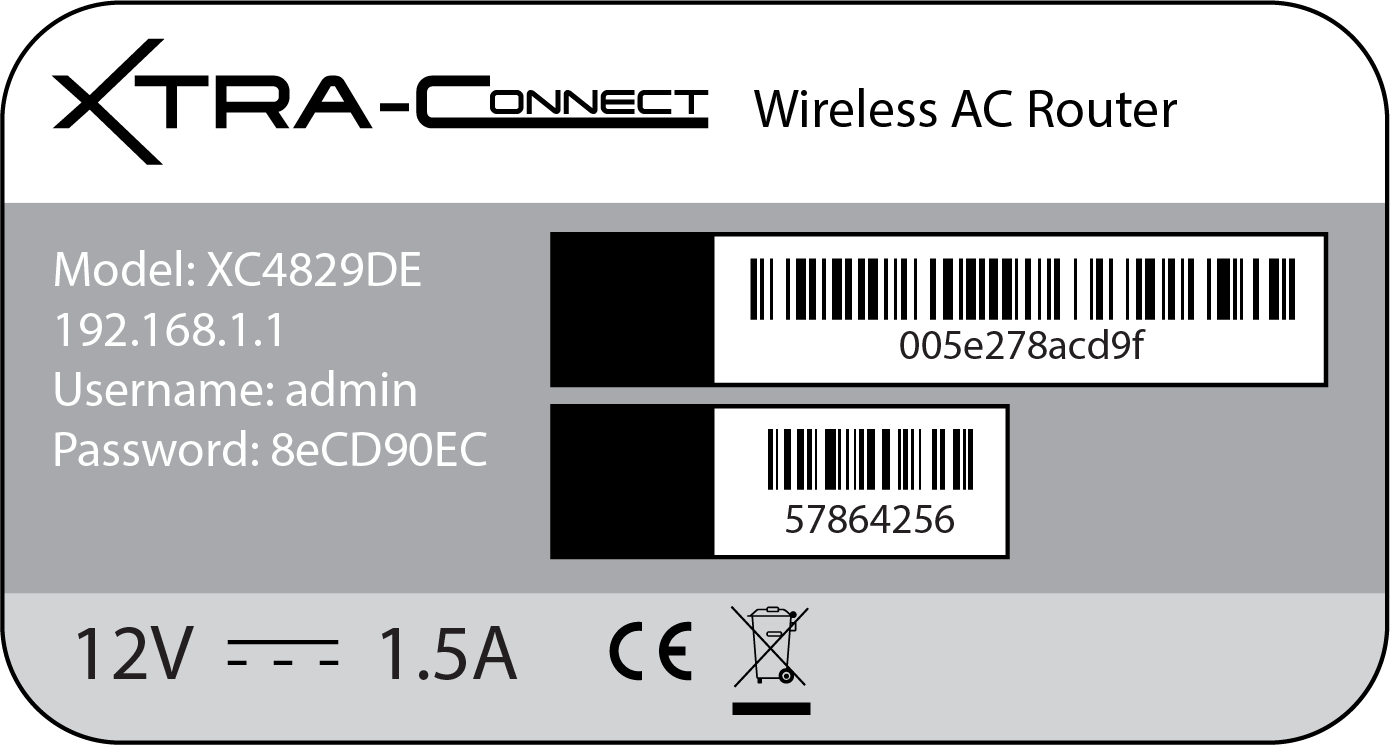 XTRA-CONNECT Wireless AC Router
Model: XC4829DE
192.168.1.1
Username: admin
Password: 8eCD90EC
005e278acd9f
57864256
12V 1.5A CE